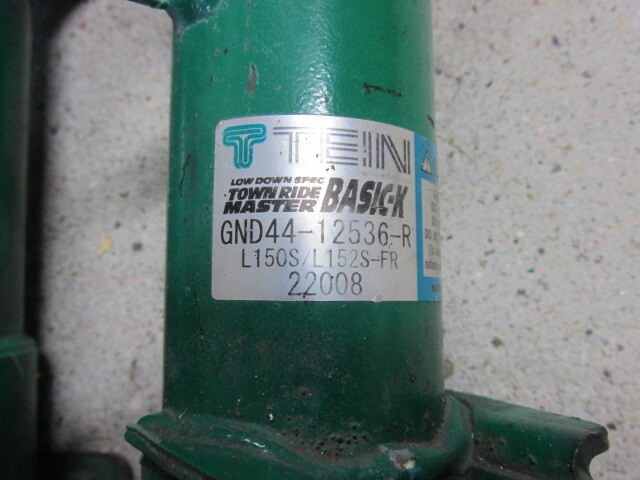 TEIN
LOW DOWN SPEC
TOWN RIDE
MASTER BASIC-K
GND44-12536-R
L150S/L152S-FR
22008